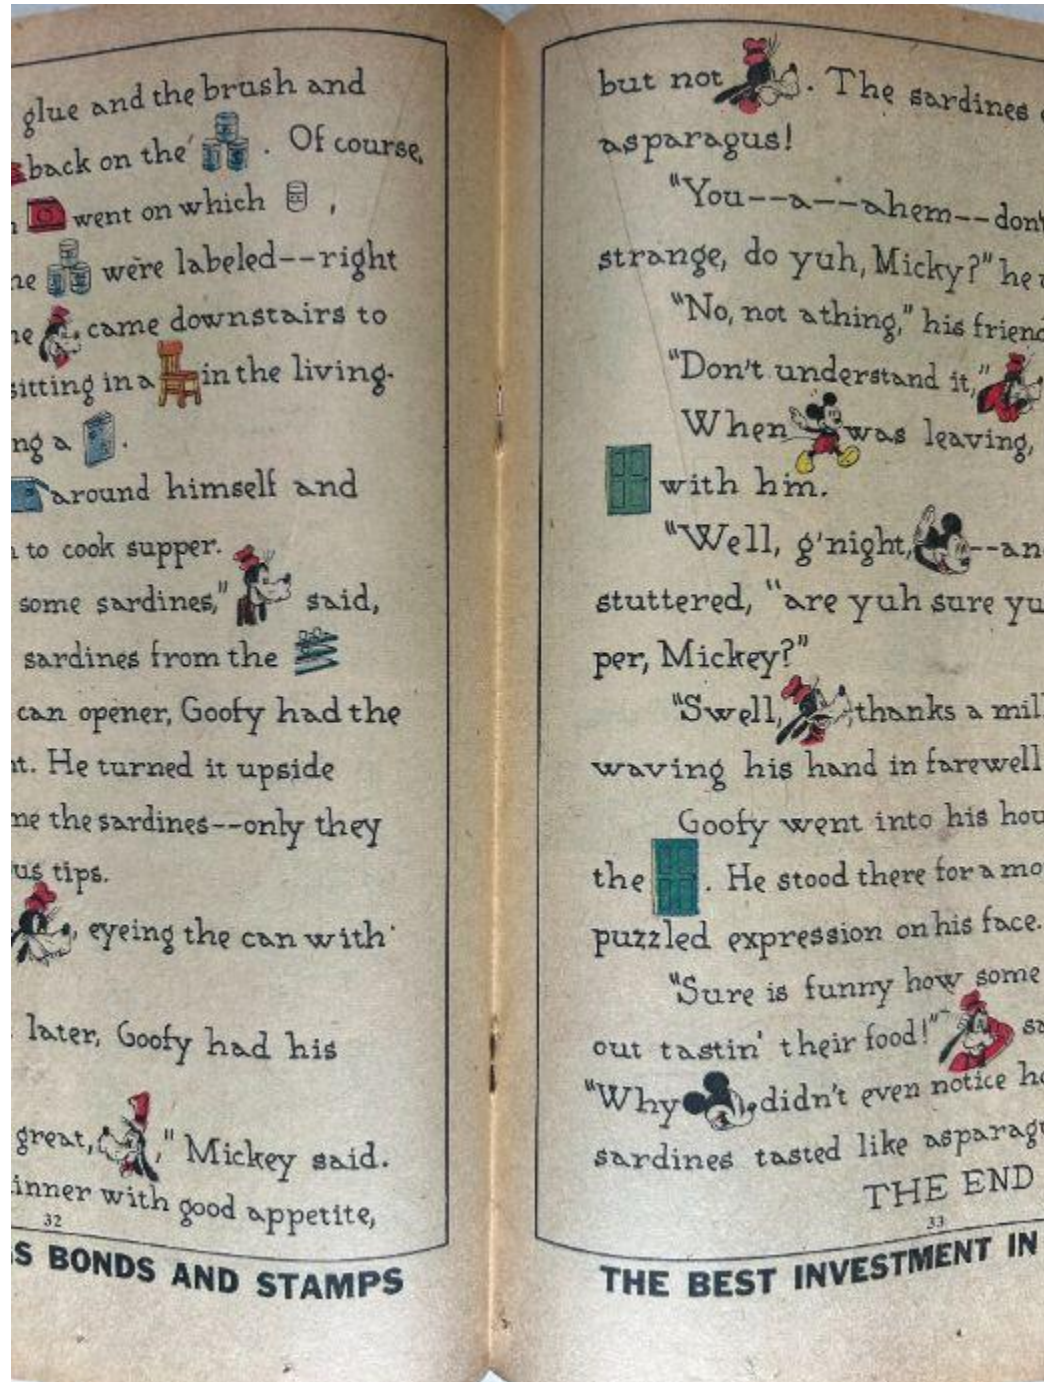 glue and the brush and
back on the . Of course,
went on which ,
were labeled--right
came downstairs to
sitting in a in the living-
ng a .
around himself and
to cook supper.
some sardines," said,
sardines from the
can opener, Goofy had the
t. He turned it upside
me the sardines--only they
us tips.
, eyeing the can with
later, Goofy had his
great, ," Mickey said.
inner with good appetite,
32
S BONDS AND STAMPS
but not . The sardines
asparagus!
"You--a--ahem--don't
strange, do yuh, Micky?" he
"No, not a thing," his friend
"Don't understand it,"
When was leaving,
with him.
"Well, g'night, --an
stuttered, "are yuh sure yu
per, Mickey?"
"Swell, thanks a mil
waving his hand in farewell
Goofy went into his hou
the . He stood there for a mo
puzzled expression on his face.
"Sure is funny how some
out tastin' their food!" sa
"Why , didn't even notice ho
sardines tasted like asparagu
THE END
33
THE BEST INVESTMENT IN